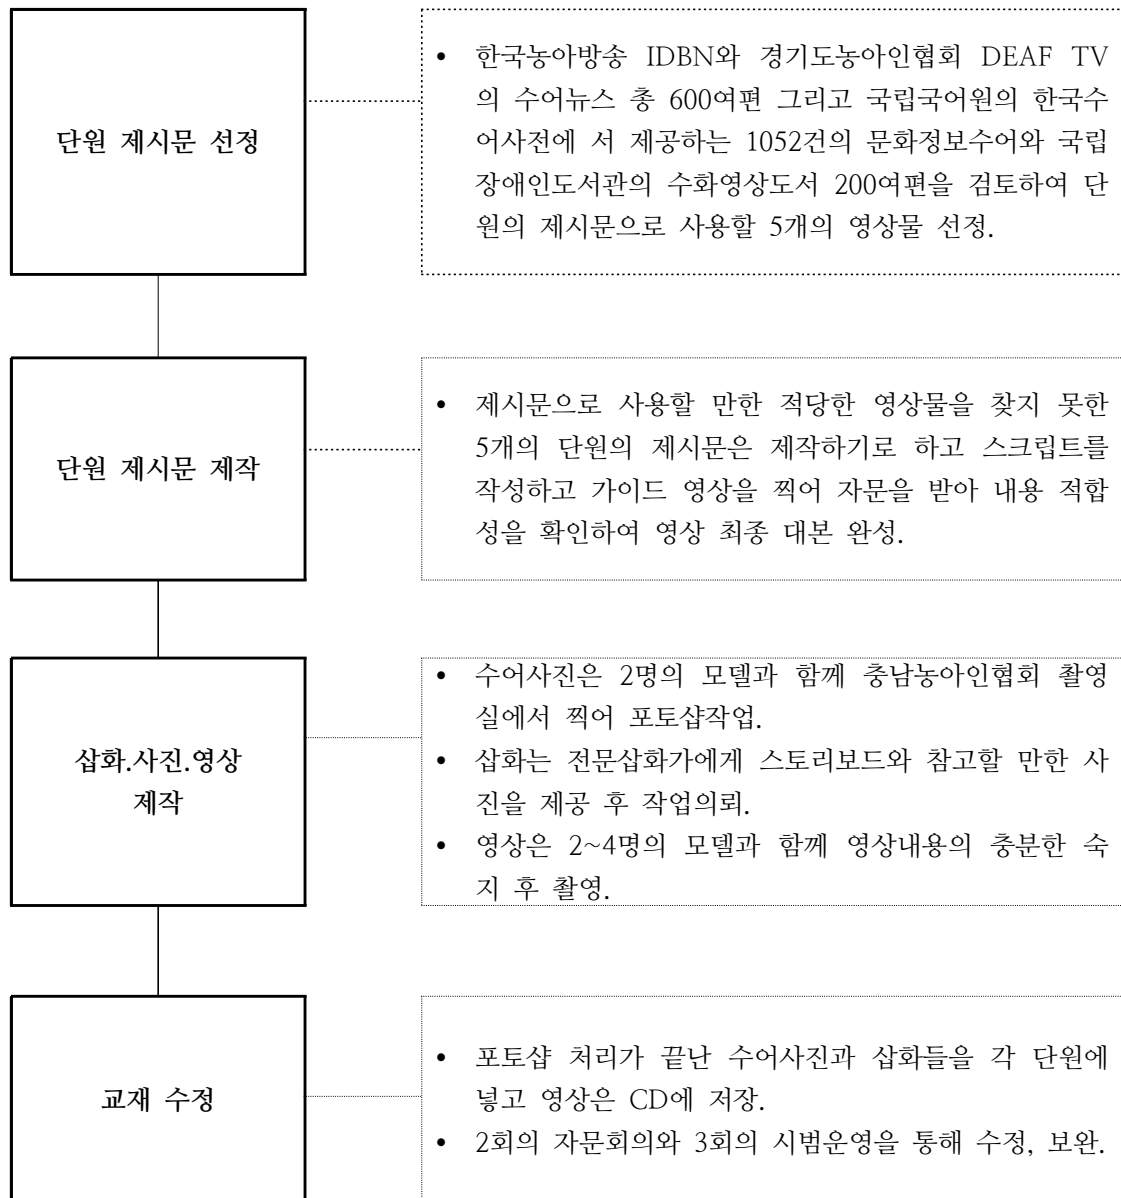 단원 제시문 선정
• 한국농아방송 IDBN와 경기도농아인협회 DEAF TV
의 수어뉴스 총 600여편 그리고 국립국어원의 한국수
어사전에 서 제공하는 1052건의 문화정보수어와 국립
장애인도서관의 수화영상도서 200여편을 검토하여 단
원의 제시문으로 사용할 5개의 영상물 선정.
단원 제시문 제작
• 제시문으로 사용할 만한 적당한 영상물을 찾지 못한
5개의 단원의 제시문은 제작하기로 하고 스크립트를
작성하고 가이드 영상을 찍어 자문을 받아 내용 적합
성을 확인하여 영상 최종 대본 완성.
삽화.사진.영상
제작
• 수어사진은 2명의 모델과 함께 충남농아인협회 촬영
실에서 찍어 포토샵작업.
• 삽화는 전문삽화가에게 스토리보드와 참고할 만한 사
진을 제공 후 작업의뢰.
• 영상은 2~4명의 모델과 함께 영상내용의 충분한 숙
지 후 촬영.
교재 수정
• 포토샵 처리가 끝난 수어사진과 삽화들을 각 단원에
넣고 영상은 CD에 저장.
• 2회의 자문회의와 3회의 시범운영을 통해 수정, 보완.